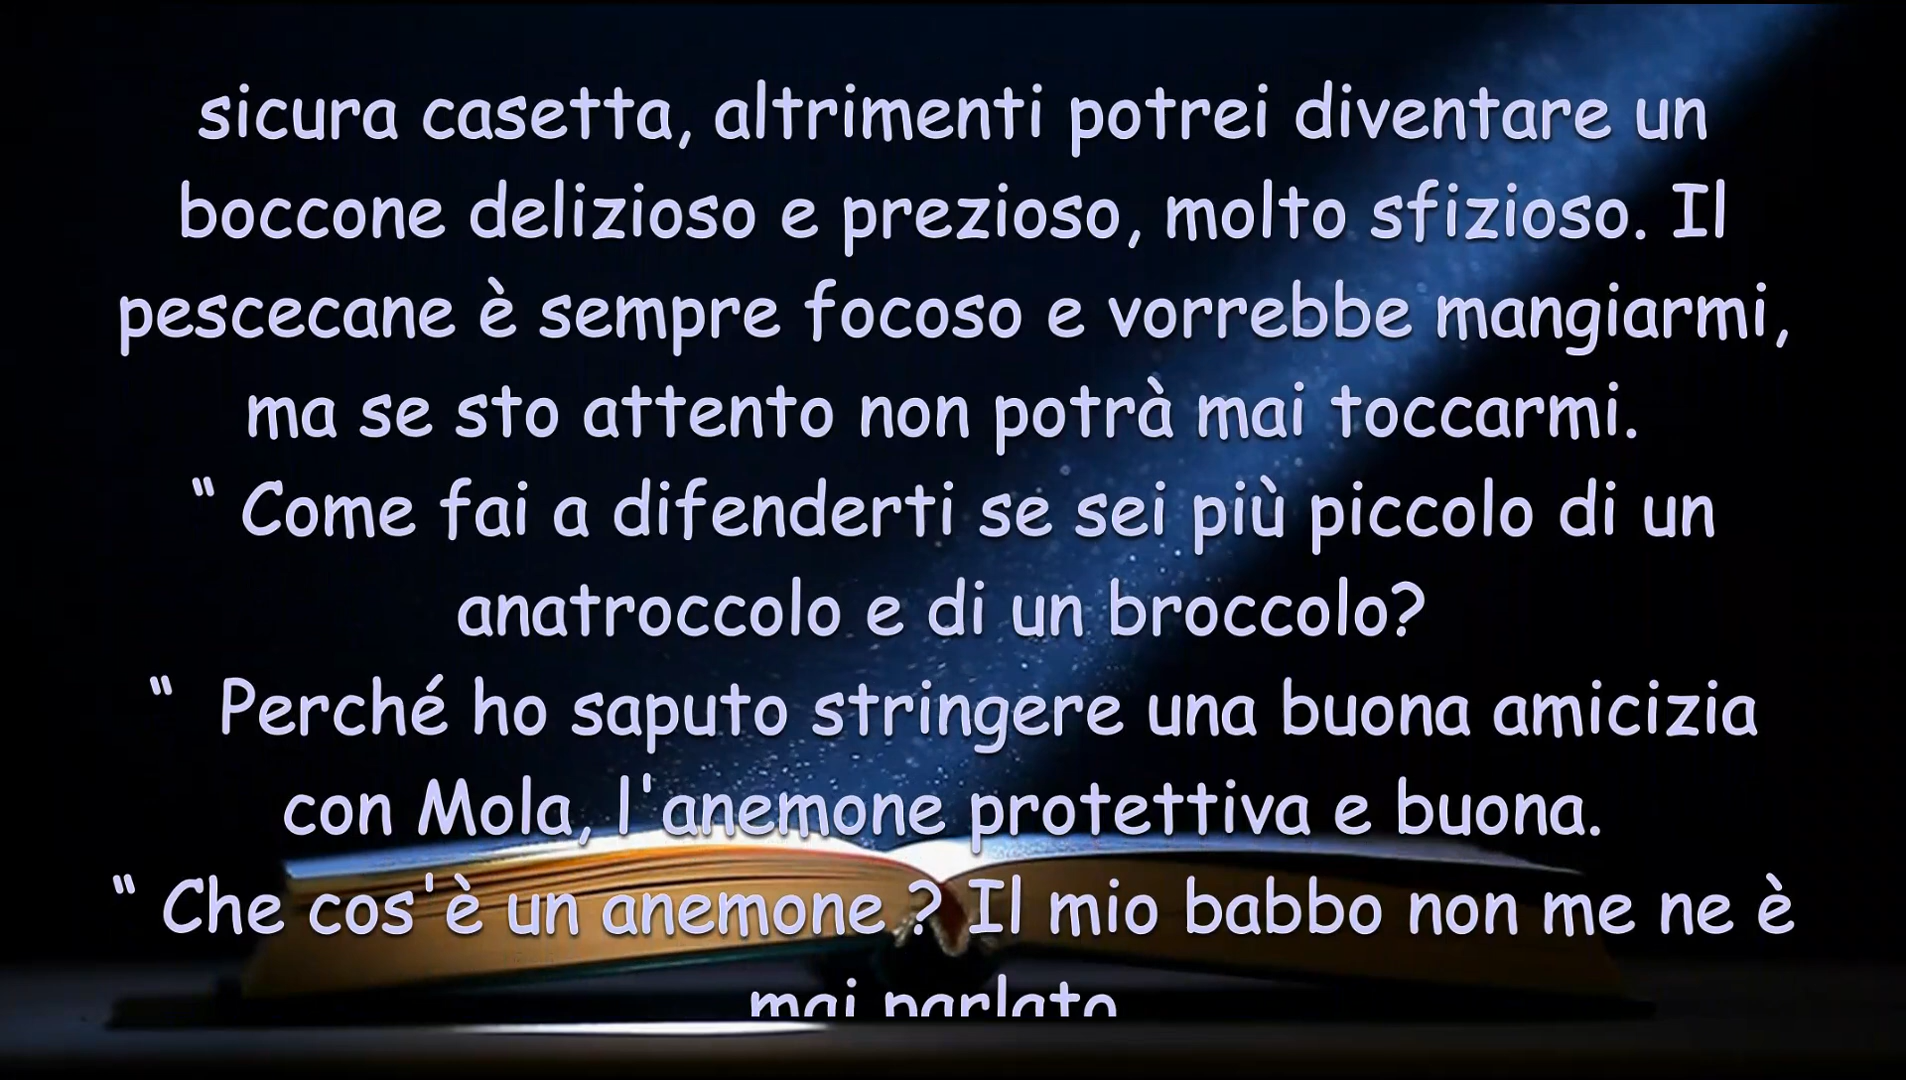 sicura casetta, altrimenti potrei diventare un
boccone delizioso e prezioso, molto sfizioso. Il
pescecane è sempre focoso e vorrebbe mangiarmi,
ma se sto attento non potrà mai toccarmi.
“ Come fai a difenderti se sei più piccolo di un
anatroccolo e di un broccolo?
“  Perché ho saputo stringere una buona amicizia
con Mola, l'anemone protettiva e buona.
“ Che cos'è un anemone ? Il mio babbo non me ne è
mai parlato